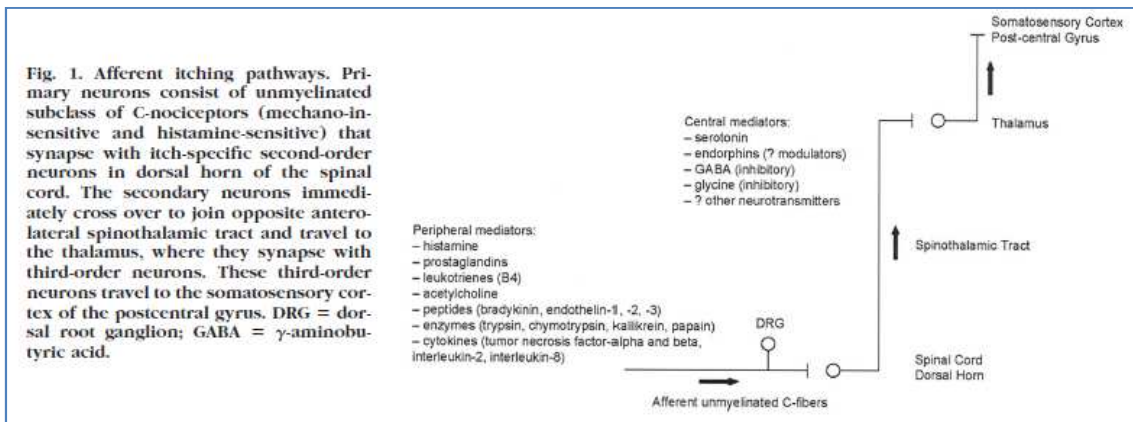 Fig. 1. Afferent itching pathways. Pri-
mary neurons consist of unmyelinated
subclass of C-nociceptors (mechano-in-
sensitive and histamine-sensitive) that
synapse with itch-specific second-order
neurons in dorsal horn of the spinal
cord. The secondary neurons immedi-
ately cross over to join opposite antero-
lateral spinothalamic tract and travel to
the thalamus, where they synapse with
third-order neurons. These third-order
neurons travel to the somatosensory cor-
tex of the postcentral gyrus. DRG = dor-
sal root ganglion; GABA = γ-aminobu-
tyric acid.
Somatosensory Cortex
Post-central Gyrus
Thalamus
Central mediators:
– serotonin
– endorphins (? modulators)
– GABA (inhibitory)
– glycine (inhibitory)
– ? other neurotransmitters
Spinothalamic Tract
Peripheral mediators:
– histamine
– prostaglandins
– leukotrienes (B4)
– acetylcholine
– peptides (bradykinin, endothelin-1, -2, -3)
– enzymes (trypsin, chymotrypsin, kallikrein, papain)
– cytokines (tumor necrosis factor-alpha and beta,
interleukin-2, interleukin-8)
DRG
Spinal Cord
Dorsal Horn
Afferent unmyelinated C-fibers